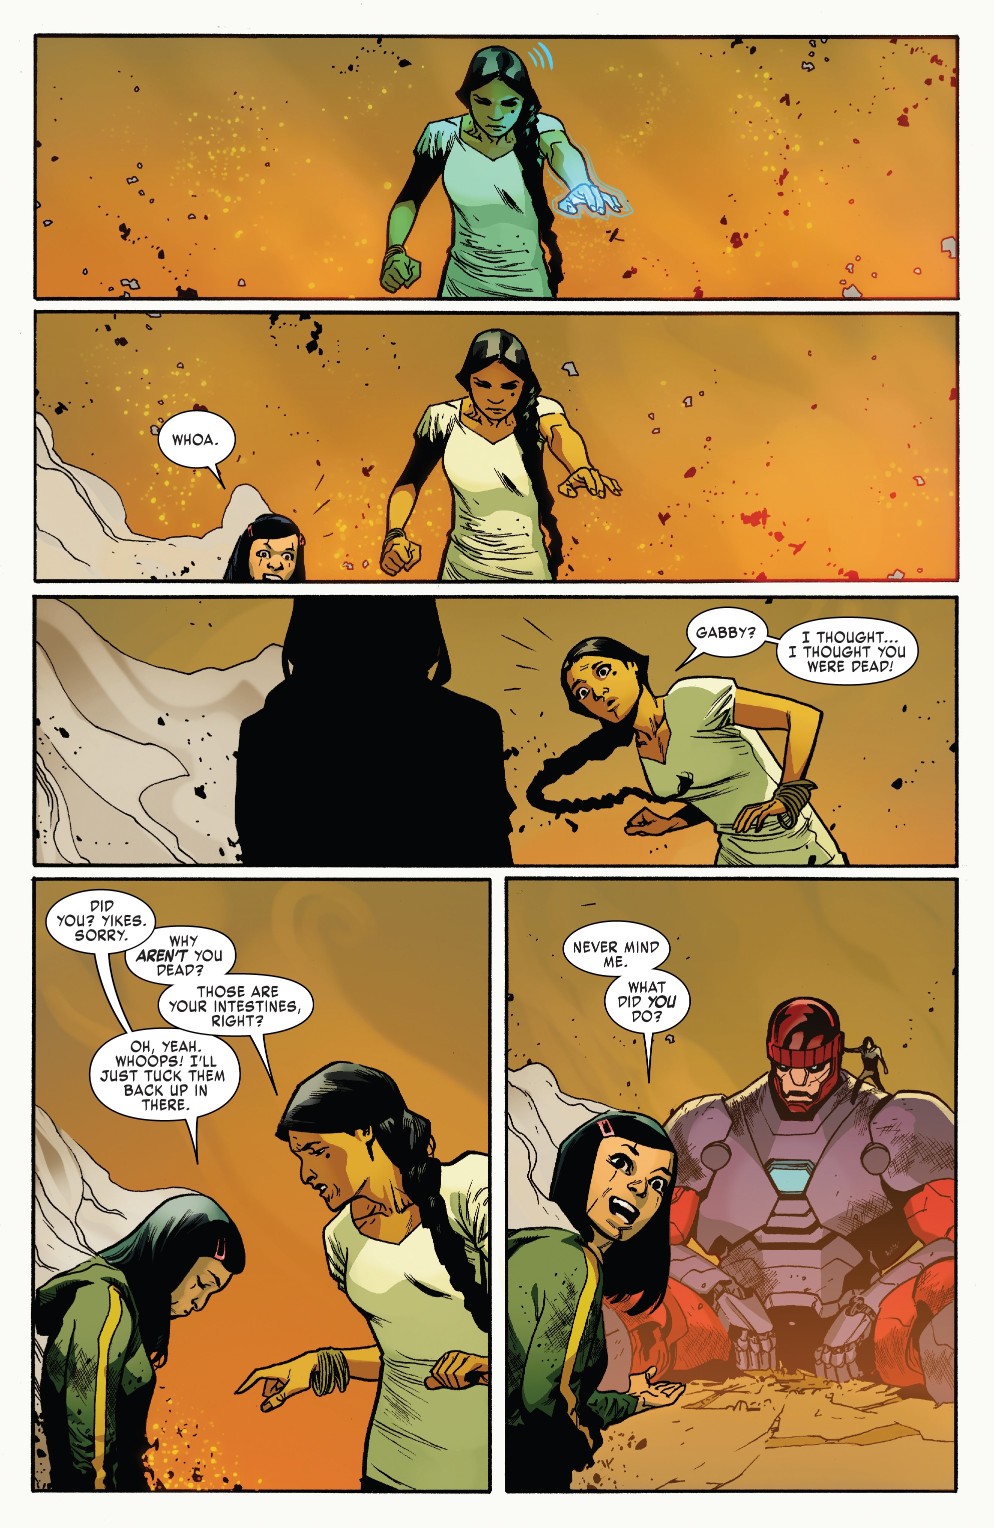 WHOA.
GABBY?
I THOUGHT...
I THOUGHT YOU
WERE DEAD!
DID
YOU? YIKES.
SORRY.
WHY
AREN'T YOU
DEAD?
THOSE ARE
YOUR INTESTINES,
RIGHT?
OH, YEAH.
WHOOPS! I'LL
JUST TUCK THEM
BACK UP IN
THERE.
NEVER MIND
ME.
WHAT
DID YOU
DO?